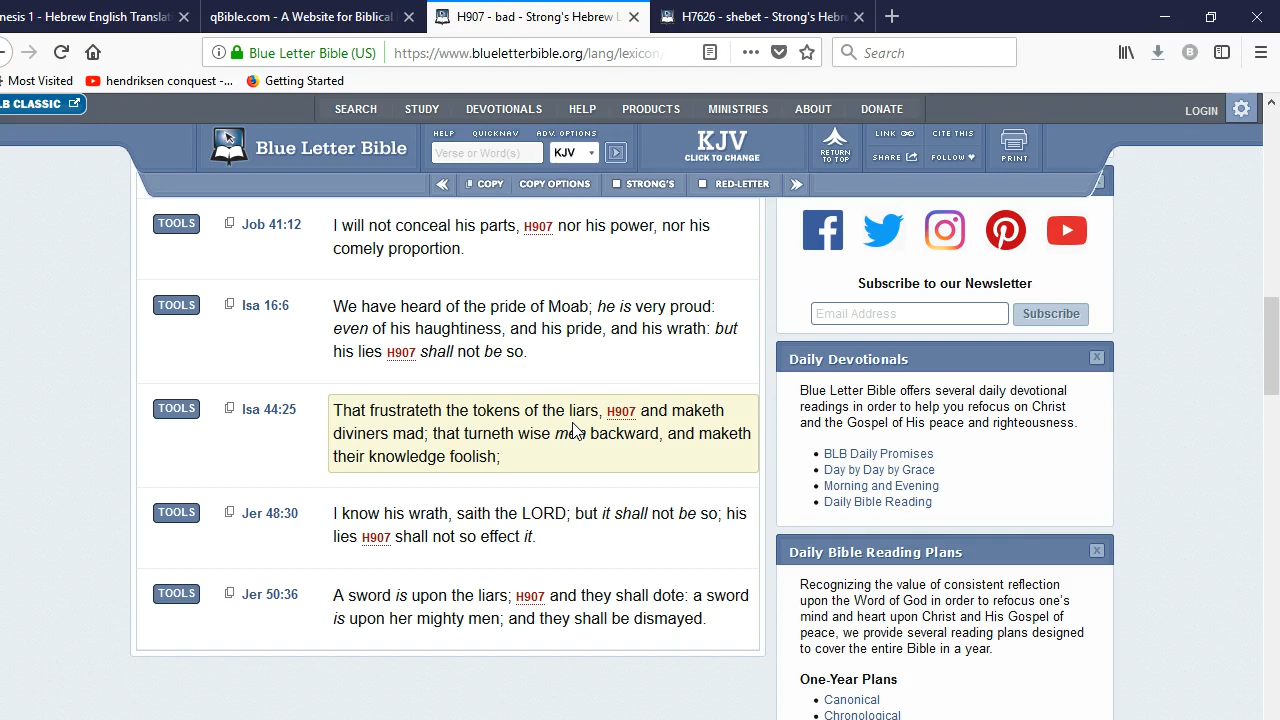 nesis 1 - Hebrew English Translat
qBible.com - A Website for Biblical
H907 - bad - Strong's Hebrew L
H7626 - shebet - Strong's Hebr
Blue Letter Bible (US)
https://www.blueletterbible.org/lang/lexicon/
Search
Most Visited
hendriksen conquest -...
Getting Started
LB CLASSIC
SEARCH STUDY DEVOTIONALS HELP PRODUCTS MINISTRIES ABOUT DONATE
LOGIN
Blue Letter Bible
HELP QUICKNAV ADV. OPTIONS
Verse or Word(s) KJV
KJV
CLICK TO CHANGE
RETURN
TO TOP
LINK CITE THIS
SHARE FOLLOW
PRINT
COPY COPY OPTIONS STRONG'S RED-LETTER
TOOLS Job 41:12 I will not conceal his parts, H907 nor his power, nor his
comely proportion.
TOOLS Isa 16:6 We have heard of the pride of Moab; he is very proud:
even of his haughtiness, and his pride, and his wrath: but
his lies H907 shall not be so.
TOOLS Isa 44:25 That frustrateth the tokens of the liars, H907 and maketh
diviners mad; that turneth wise men backward, and maketh
their knowledge foolish;
TOOLS Jer 48:30 I know his wrath, saith the LORD; but it shall not be so; his
lies H907 shall not so effect it.
TOOLS Jer 50:36 A sword is upon the liars; H907 and they shall dote: a sword
is upon her mighty men; and they shall be dismayed.
Subscribe to our Newsletter
Email Address Subscribe
Daily Devotionals
Blue Letter Bible offers several daily devotional
readings in order to help you refocus on Christ
and the Gospel of His peace and righteousness.
BLB Daily Promises
Day by Day by Grace
Morning and Evening
Daily Bible Reading
Daily Bible Reading Plans
Recognizing the value of consistent reflection
upon the Word of God in order to refocus one's
mind and heart upon Christ and His Gospel of
peace, we provide several reading plans designed
to cover the entire Bible in a year.
One-Year Plans
Canonical
Chronological